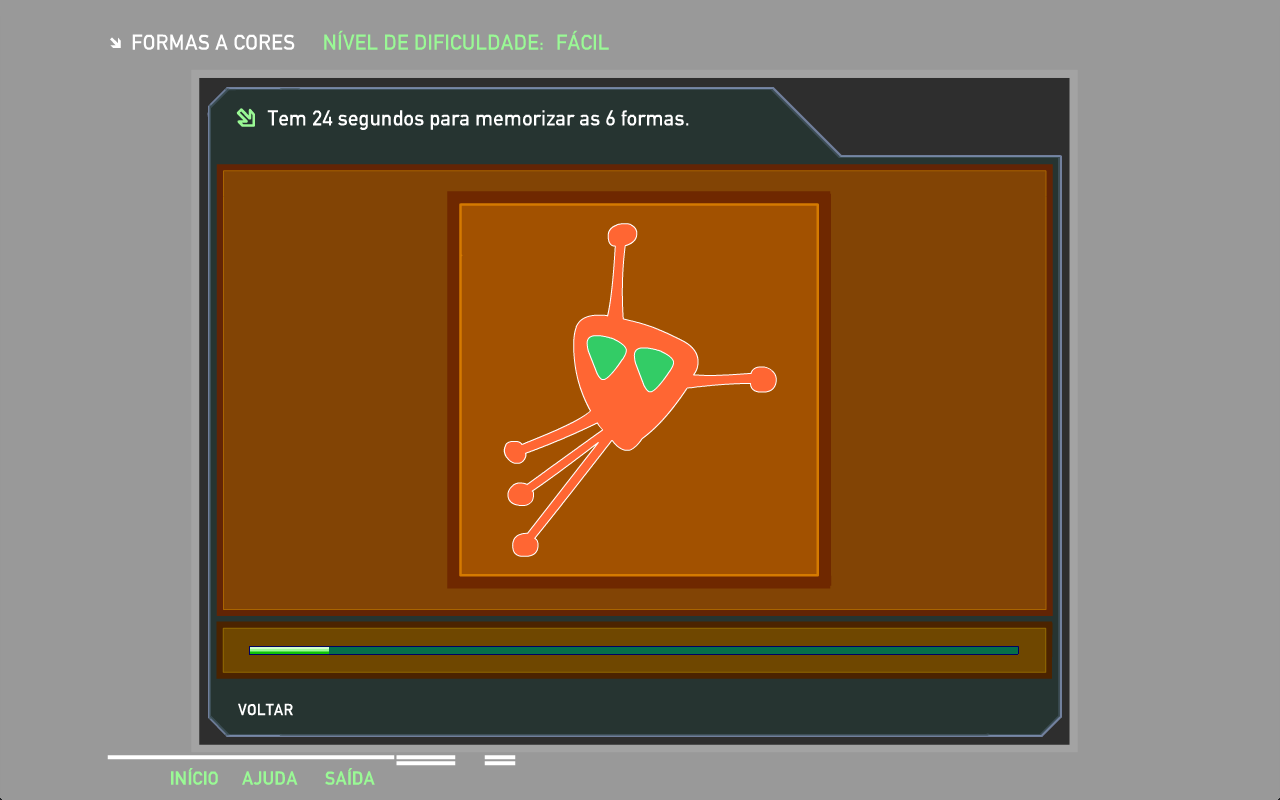 FORMAS A CORES NÍVEL DE DIFICULDADE: FÁCIL
Tem 24 segundos para memorizar as 6 formas.
VOLTAR
INÍCIO AJUDA SAÍDA